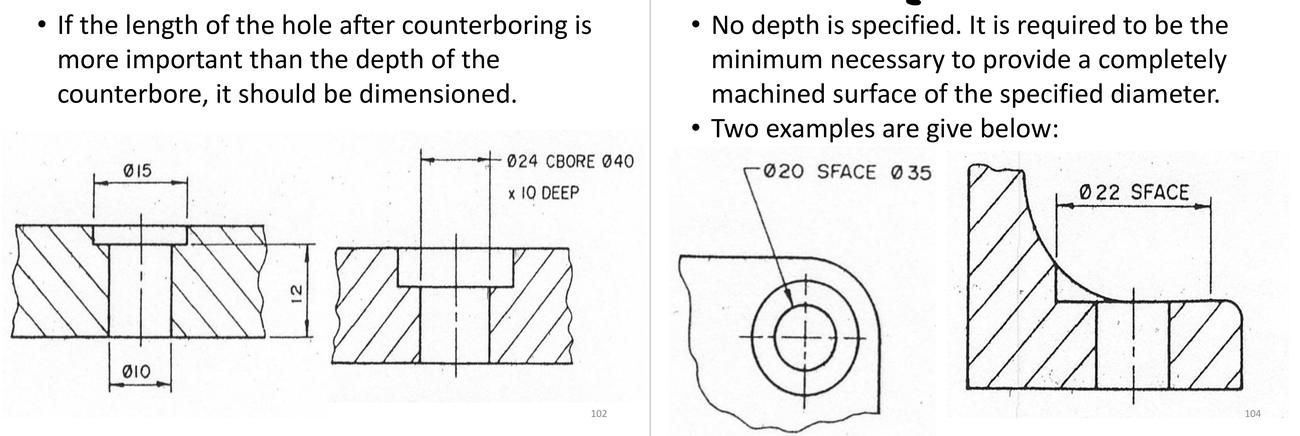 • If the length of the hole after counterboring is
more important than the depth of the
counterbore, it should be dimensioned.
Ø15
12
Ø10
Ø24 CBORE Ø40
x 10 DEEP
102
• No depth is specified. It is required to be the
minimum necessary to provide a completely
machined surface of the specified diameter.
• Two examples are give below:
Ø20 SFACE Ø35
Ø22 SFACE
104